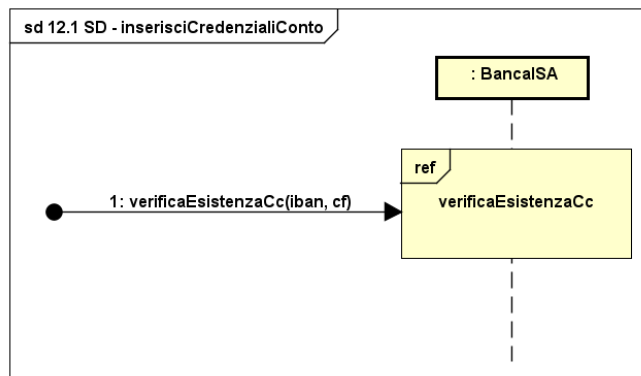 sd 12.1 SD - inserisciCredenzialiConto
: BancaISA
ref
verificaEsistenzaCc
1: verificaEsistenzaCc(iban, cf)